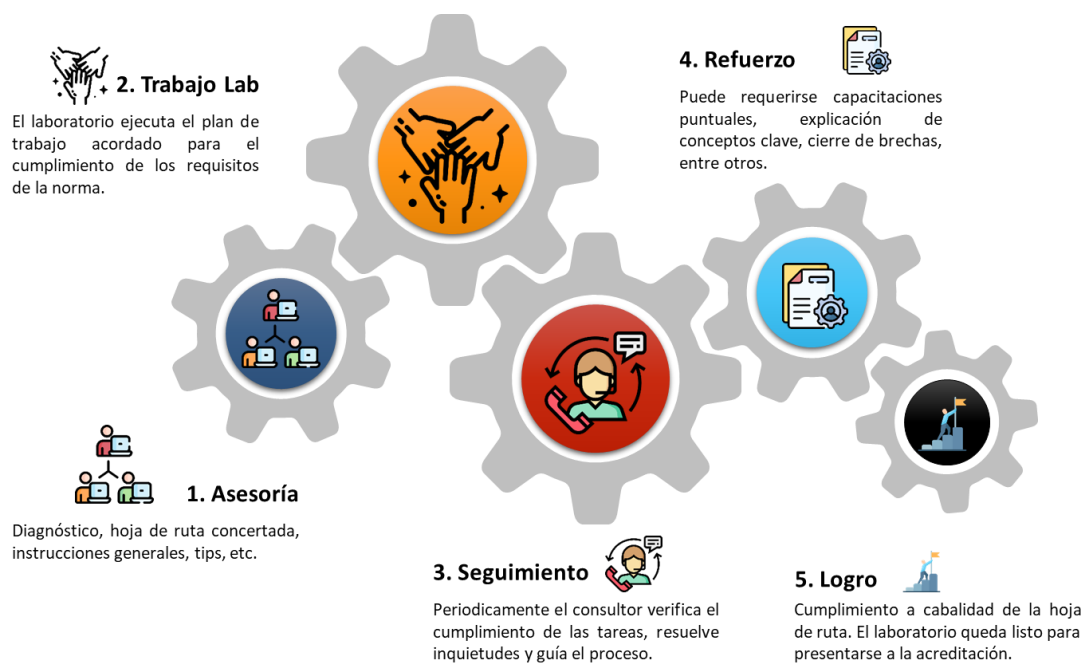 1. Asesoría
Diagnóstico, hoja de ruta concertada,
instrucciones generales, tips, etc.
2. Trabajo Lab
El laboratorio ejecuta el plan de
trabajo acordado para el
cumplimiento de los requisitos
de la norma.
3. Seguimiento
Periodicamente el consultor verifica el
cumplimiento de las tareas, resuelve
inquietudes y guía el proceso.
4. Refuerzo
Puede requerirse capacitaciones
puntuales, explicación de
conceptos clave, cierre de brechas,
entre otros.
5. Logro
Cumplimiento a cabalidad de la hoja
de ruta. El laboratorio queda listo para
presentarse a la acreditación.